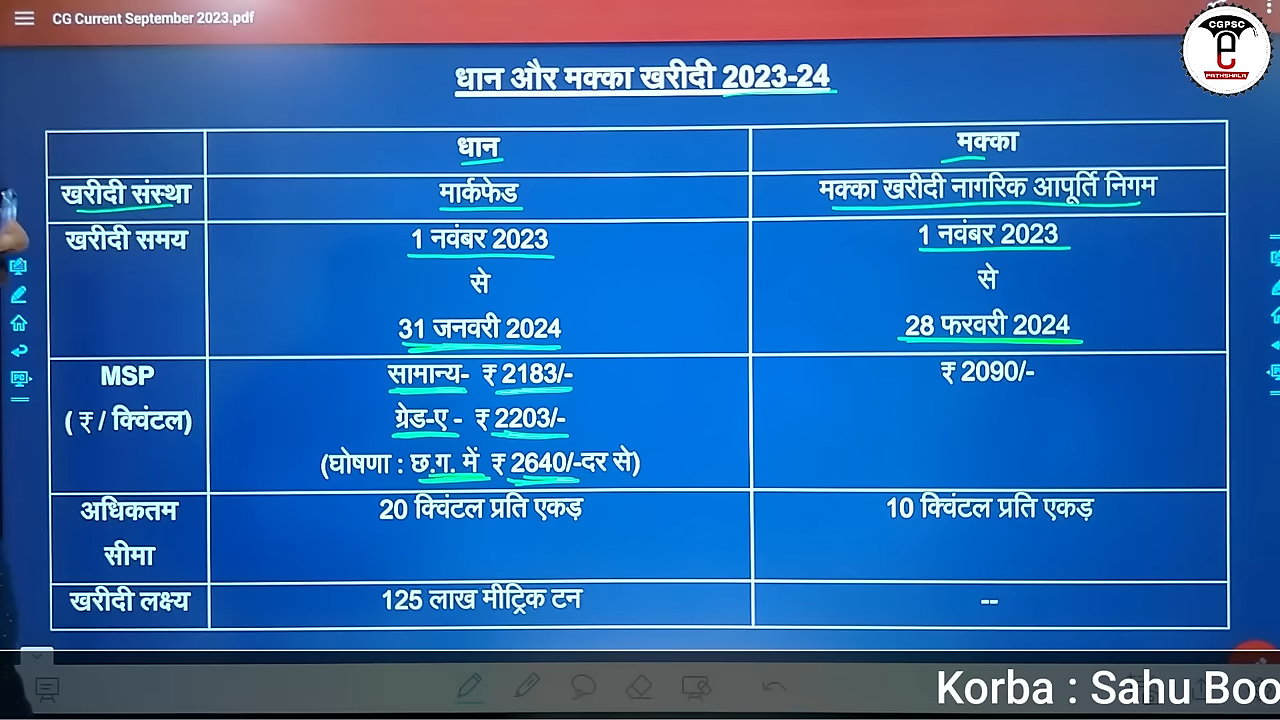 CG Current September 2023.pdf
CGPSC
e
PATHSHALA
धान और मक्का खरीदी 2023-24
धान
मक्का
खरीदी संस्था
मार्कफेड
मक्का खरीदी नागरिक आपूर्ति निगम
खरीदी समय
1 नवंबर 2023
से
31 जनवरी 2024
1 नवंबर 2023
से
28 फरवरी 2024
MSP
( ₹ / क्विंटल)
सामान्य- ₹ 2183/-
ग्रेड-ए - ₹ 2203/-
(घोषणा : छ.ग. में ₹ 2640/-दर से)
₹ 2090/-
अधिकतम
सीमा
20 क्विंटल प्रति एकड़
10 क्विंटल प्रति एकड़
खरीदी लक्ष्य
125 लाख मीट्रिक टन
--
Korba : Sahu Boo